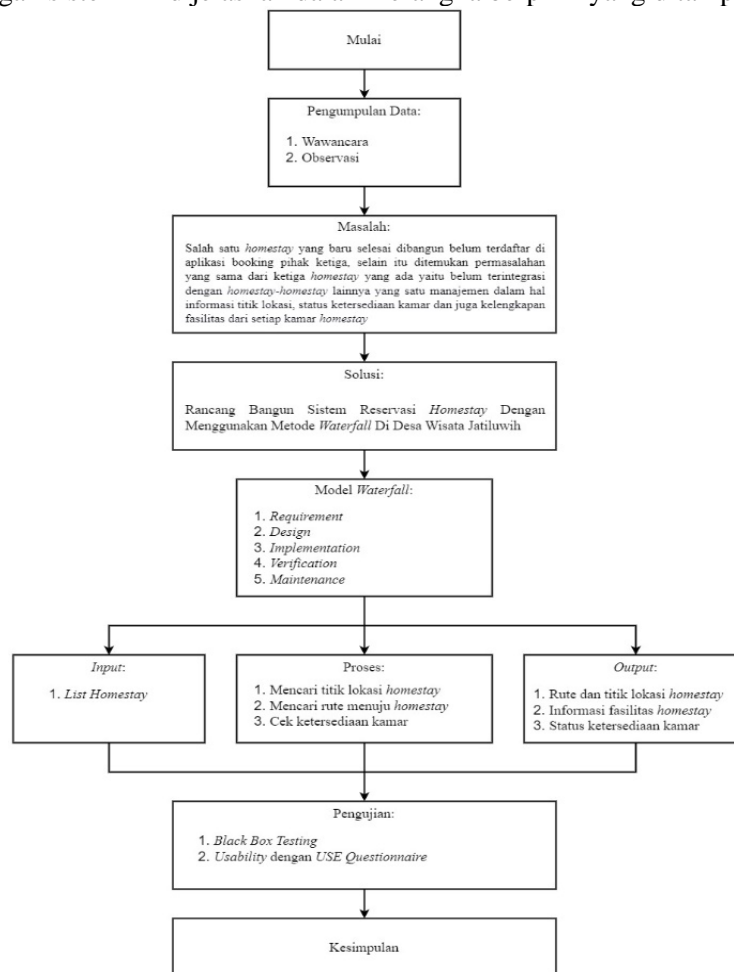 Mulai
Pengumpulan Data:
1. Wawancara
2. Observasi
Masalah:
Salah satu homestay yang baru selesai dibangun belum terdaftar di
aplikasi booking pihak ketiga, selain itu ditemukan permasalahan
yang sama dari ketiga homestay yang ada yaitu belum terintegrasi
dengan homestay-homestay lainnya yang satu manajemen dalam hal
informasi titik lokasi, status ketersediaan kamar dan juga kelengkapan
fasilitas dari setiap kamar homestay
Solusi:
Rancang Bangun Sistem Reservasi Homestay Dengan
Menggunakan Metode Waterfall Di Desa Wisata Jatiluwih
Model Waterfall:
1. Requirement
2. Design
3. Implementation
4. Verification
5. Maintenance
Input:
1. List Homestay
Proses:
1. Mencari titik lokasi homestay
2. Mencari rute menuju homestay
3. Cek ketersediaan kamar
Output:
1. Rute dan titik lokasi homestay
2. Informasi fasilitas homestay
3. Status ketersediaan kamar
Pengujian:
1. Black Box Testing
2. Usability dengan USE Questionnaire
Kesimpulan